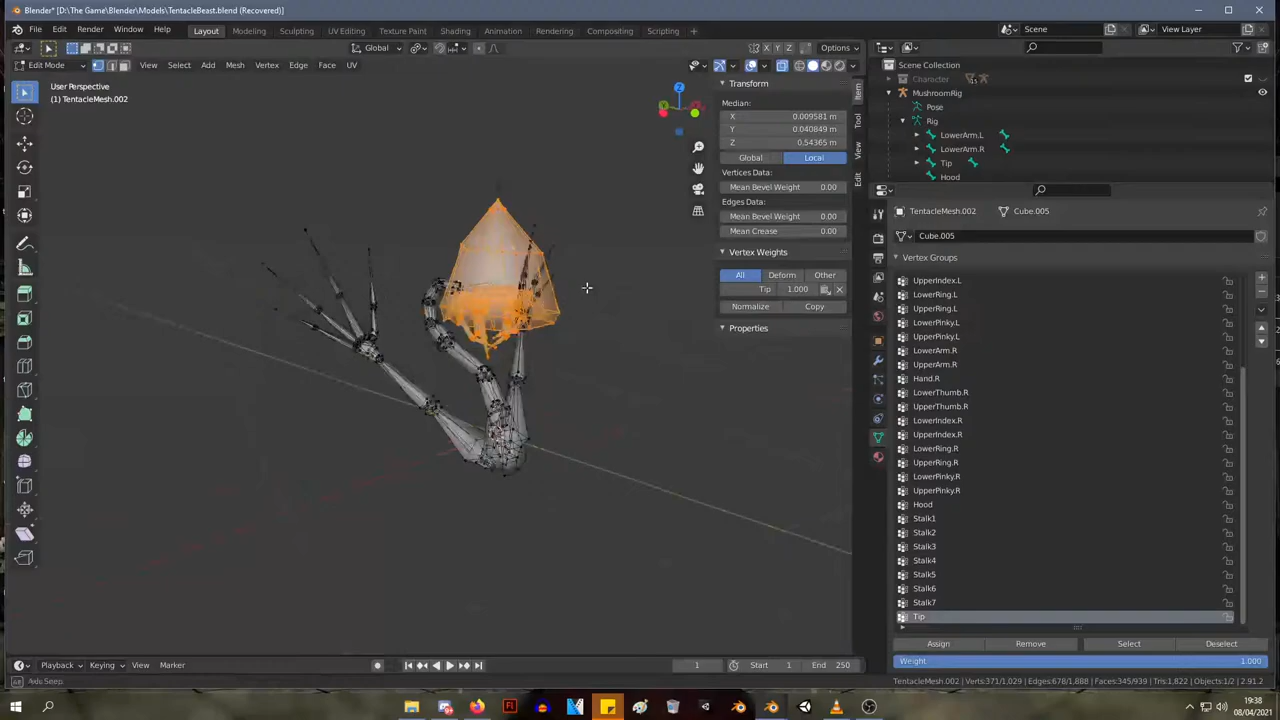 Blender* [D:\The Game\Blender\Models\TentacleBeast.blend (Recovered)]
File Edit Render Window Help Layout Modeling Sculpting UV Editing Texture Paint Shading Animation Rendering Compositing Scripting + Scene View Layer
Global Options
Edit Mode View Select Add Mesh Vertex Edge Face UV X Y Z
User Perspective
(1) TentacleMesh.002
Z
Transform
Median:
X 0.009581 m
Y 0.040849 m
Z 0.54365 m
Global Local
Vertices Data:
Mean Bevel Weight 0.00
Edges Data:
Mean Bevel Weight 0.00
Mean Crease 0.00
Vertex Weights
All Deform Other
Tip 1.000
Normalize Copy
Properties
Item
Tool
View
Edit
Scene Collection
Character
MushroomRig
Pose
Rig
LowerArm.L
LowerArm.R
Tip
Hood
TentacleMesh.002 Cube.005
Cube.005
Vertex Groups
UpperIndex.L
LowerRing.L
UpperRing.L
LowerPinky.L
UpperPinky.L
LowerArm.R
UpperArm.R
Hand.R
LowerThumb.R
UpperThumb.R
LowerIndex.R
UpperIndex.R
LowerRing.R
UpperRing.R
LowerPinky.R
UpperPinky.R
Hood
Stalk1
Stalk2
Stalk3
Stalk4
Stalk5
Stalk6
Stalk7
Tip
Assign Remove Select Deselect
Weight 1.000
Playback Keying View Marker 1 Start 1 End 250
TentacleMesh.002 | Verts:371/1,029 | Edges:678/1,888 | Faces:345/939 | Tris:1,822 | Objects:1/2 | 2.91.2
19:38
08/04/2021